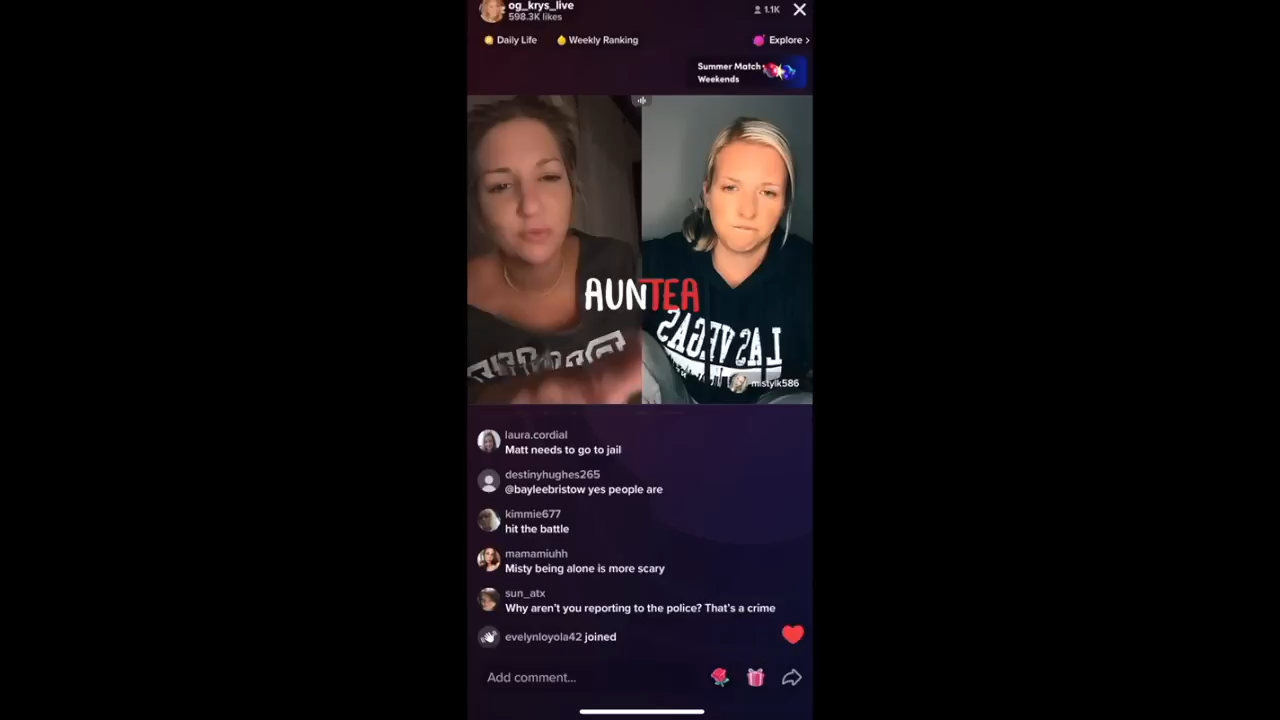 og_krys_live
598.3K likes
1.1K
Daily Life
Weekly Ranking
Explore >
Summer Match
Weekends
AUNTEA
LAS VEGAS
mistylk586
laura.cordial
Matt needs to go to jail
destinyhughes265
@bayleebristow yes people are
kimmie677
hit the battle
mamamiuhh
Misty being alone is more scary
sun_atx
Why aren't you reporting to the police? That's a crime
evelynloyola42 joined
Add comment...